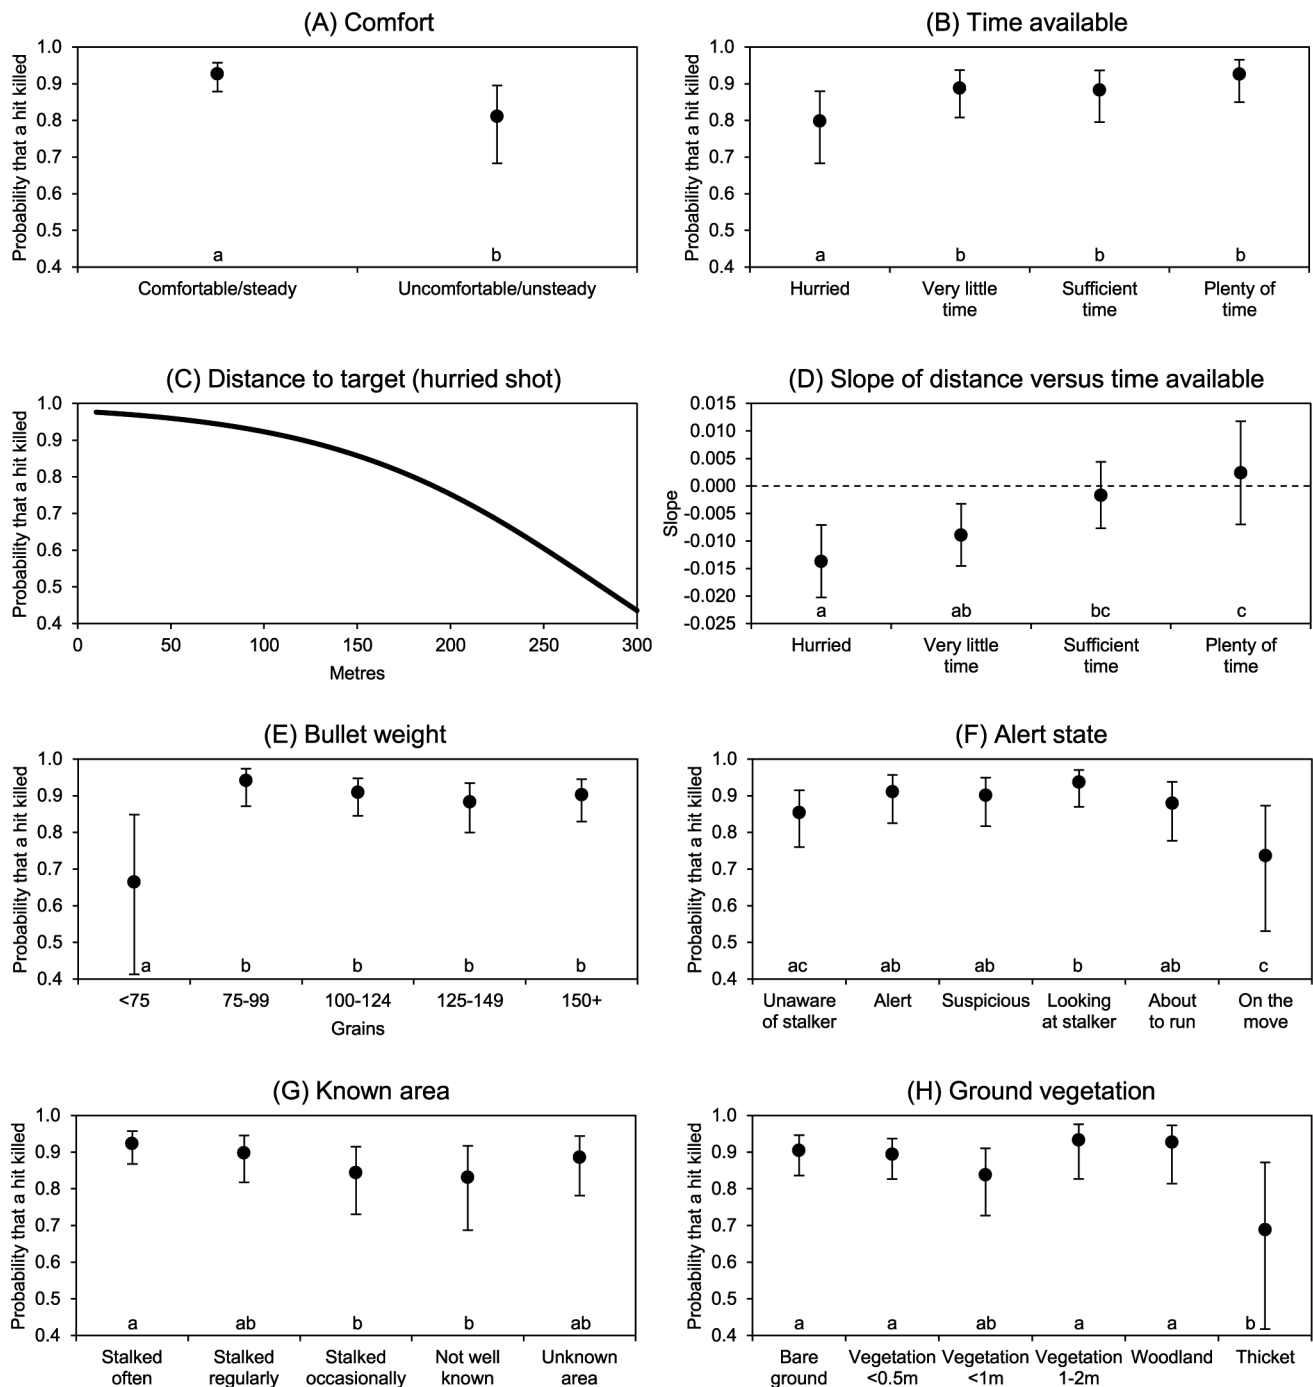 (A) Comfort
Probability that a hit killed
1.0
0.9
0.8
0.7
0.6
0.5
0.4
a
b
Comfortable/steady
Uncomfortable/unsteady
(B) Time available
Probability that a hit killed
1.0
0.9
0.8
0.7
0.6
0.5
0.4
a
b
b
b
Hurried
Very little
time
Sufficient
time
Plenty of
time
(C) Distance to target (hurried shot)
Probability that a hit killed
1.0
0.9
0.8
0.7
0.6
0.5
0.4
0
50
100
150
200
250
300
Metres
(D) Slope of distance versus time available
Slope
0.015
0.010
0.005
0.000
-0.005
-0.010
-0.015
-0.020
-0.025
a
ab
bc
c
Hurried
Very little
time
Sufficient
time
Plenty of
time
(E) Bullet weight
Probability that a hit killed
1.0
0.9
0.8
0.7
0.6
0.5
0.4
a
b
b
b
b
<75
75-99
100-124
125-149
150+
Grains
(F) Alert state
Probability that a hit killed
1.0
0.9
0.8
0.7
0.6
0.5
0.4
ac
ab
ab
b
ab
c
Unaware
of stalker
Alert
Suspicious
Looking
at stalker
About
to run
On the
move
(G) Known area
Probability that a hit killed
1.0
0.9
0.8
0.7
0.6
0.5
0.4
a
ab
b
b
ab
Stalked
often
Stalked
regularly
Stalked
occasionally
Not well
known
Unknown
area
(H) Ground vegetation
Probability that a hit killed
1.0
0.9
0.8
0.7
0.6
0.5
0.4
a
a
ab
a
a
b
Bare
ground
Vegetation
<0.5m
Vegetation
<1m
Vegetation
1-2m
Woodland
Thicket